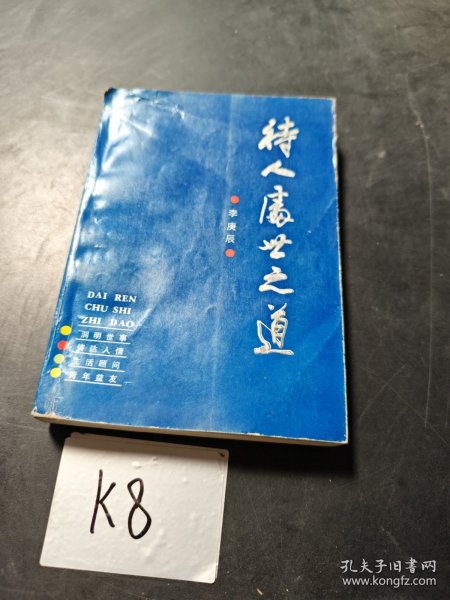 待人處世之道
李庚辰
DAI REN
CHU SHI
ZHI DAO
洞明世事
练达人情
生活顾问
青年益友
K8
孔夫子旧书网
www.kongfz.com